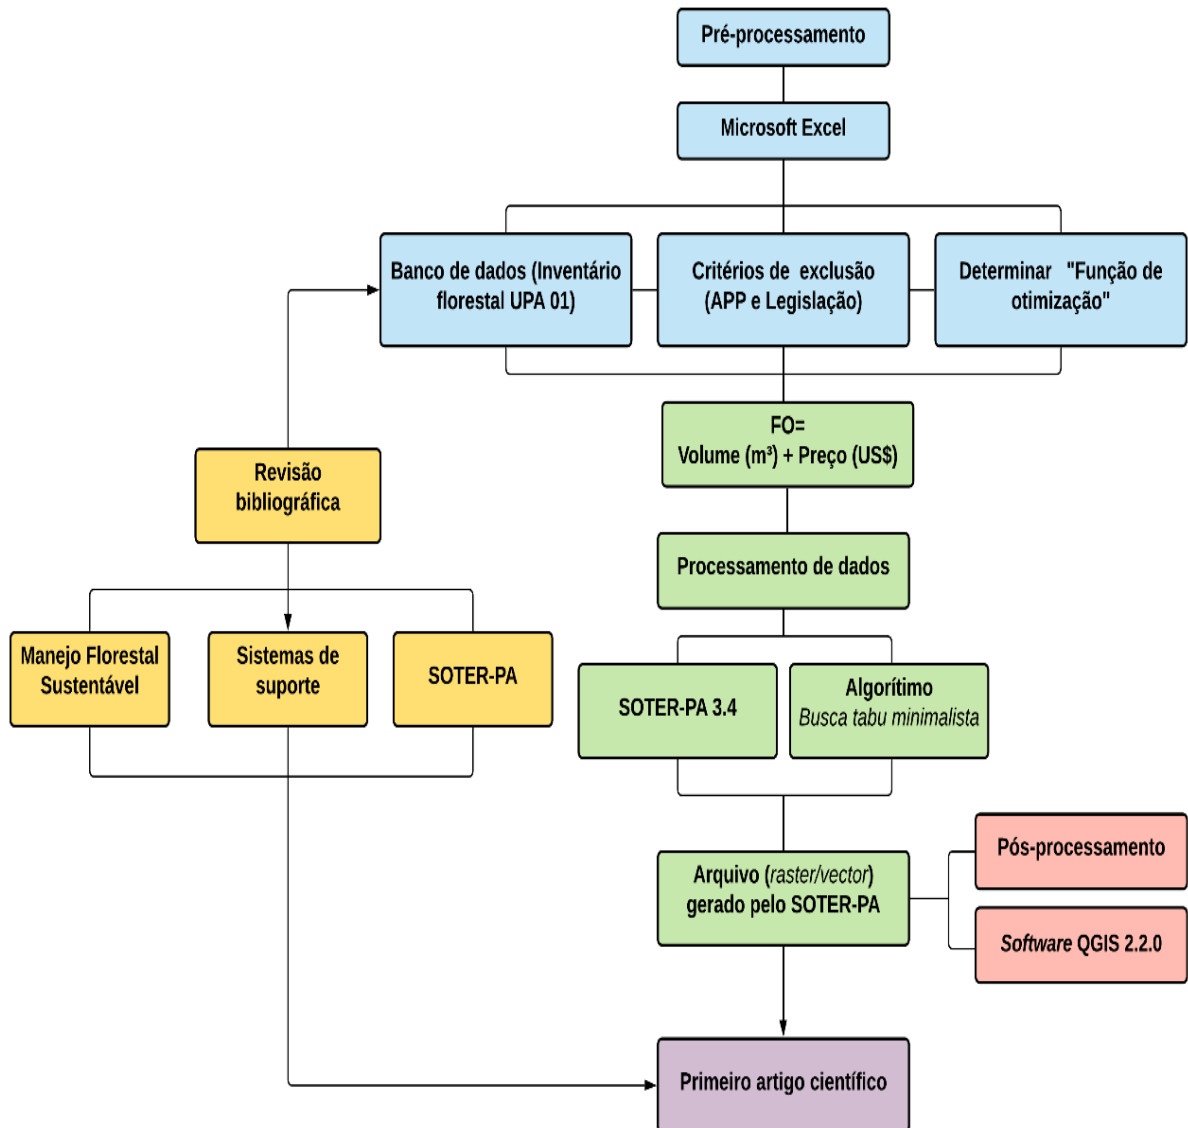 Pré-processamento
Microsoft Excel
Banco de dados (Inventário
florestal UPA 01)
Critérios de exclusão
(APP e Legislação)
Determinar "Função de
otimização"
FO=
Volume (m³) + Preço (US$)
Revisão
bibliográfica
Processamento de dados
Manejo Florestal
Sustentável
Sistemas de
suporte
SOTER-PA
SOTER-PA 3.4
Algorítimo
Busca tabu minimalista
Arquivo (raster/vector)
gerado pelo SOTER-PA
Pós-processamento
Software QGIS 2.2.0
Primeiro artigo científico